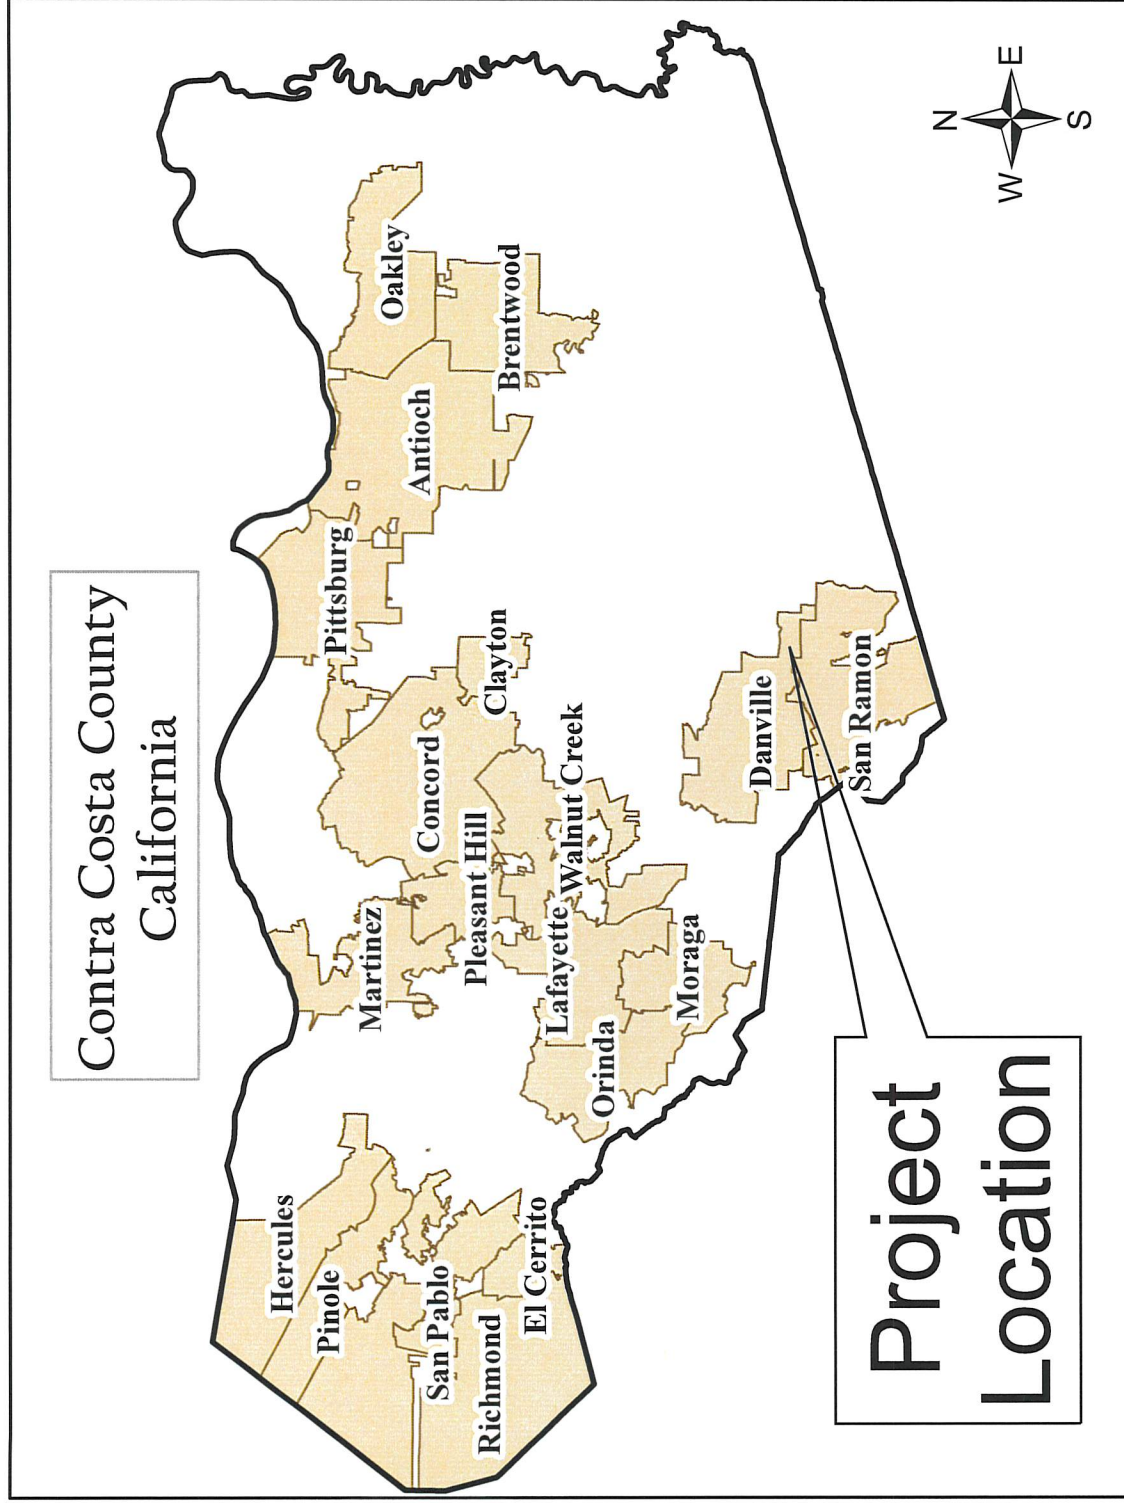 Contra Costa County
California
Hercules
Pinole
San Pablo
Richmond
El Cerrito
Martinez
Pleasant Hill
Concord
Clayton
Pittsburg
Antioch
Oakley
Brentwood
Lafayette
Walnut Creek
Orinda
Moraga
Danville
San Ramon
Project
Location
N
W
E
S